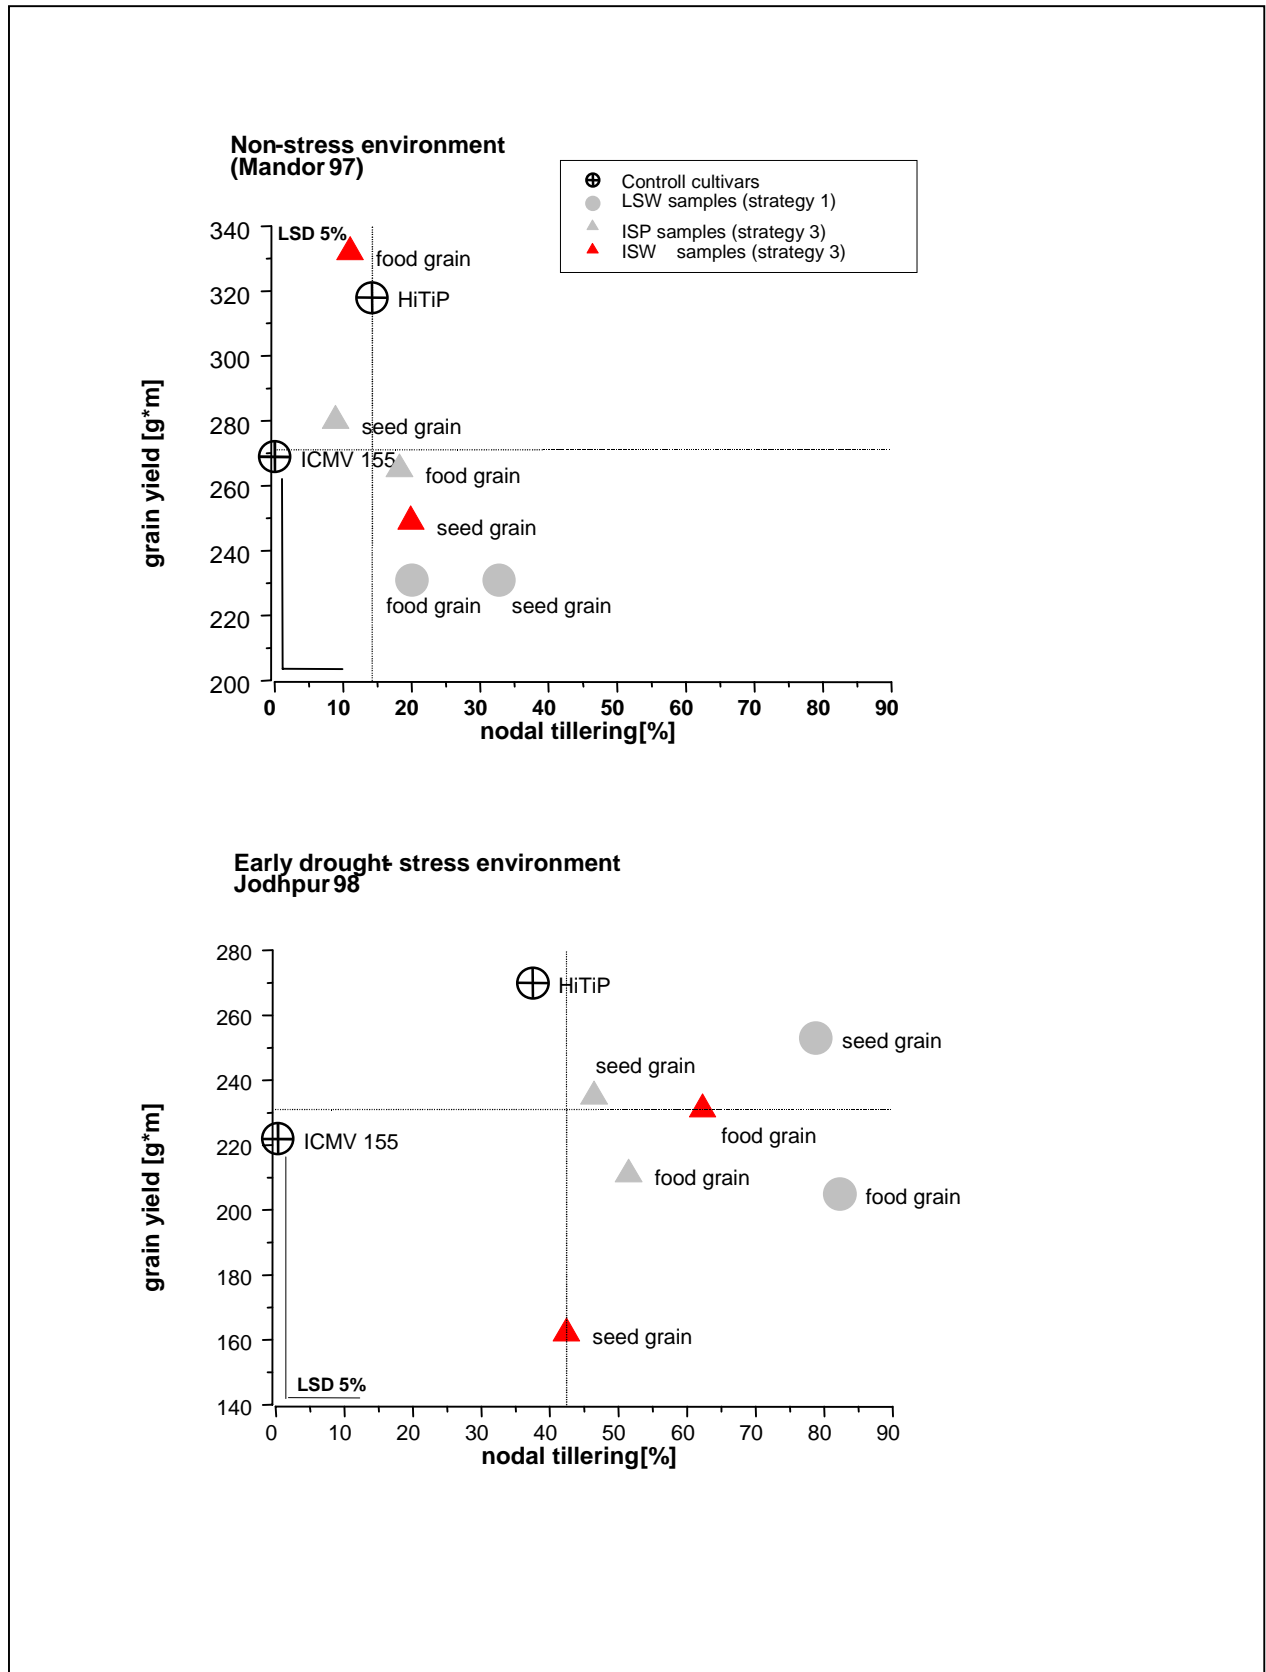 Non-stress environment
(Mandor 97)
Controll cultivars
LSW samples (strategy 1)
ISP samples (strategy 3)
ISW samples (strategy 3)
340
LSD 5%
food grain
320
HiTiP
300
280
seed grain
ICMV 155
food grain
260
seed grain
240
food grain
seed grain
220
200
grain yield [g*m]
0 10 20 30 40 50 60 70 80 90
nodal tillering[%]
Early drought- stress environment
Jodhpur 98
280
HiTiP
260
seed grain
seed grain
240
food grain
220
ICMV 155
food grain
food grain
200
180
160
seed grain
LSD 5%
140
grain yield [g*m]
0 10 20 30 40 50 60 70 80 90
nodal tillering[%]